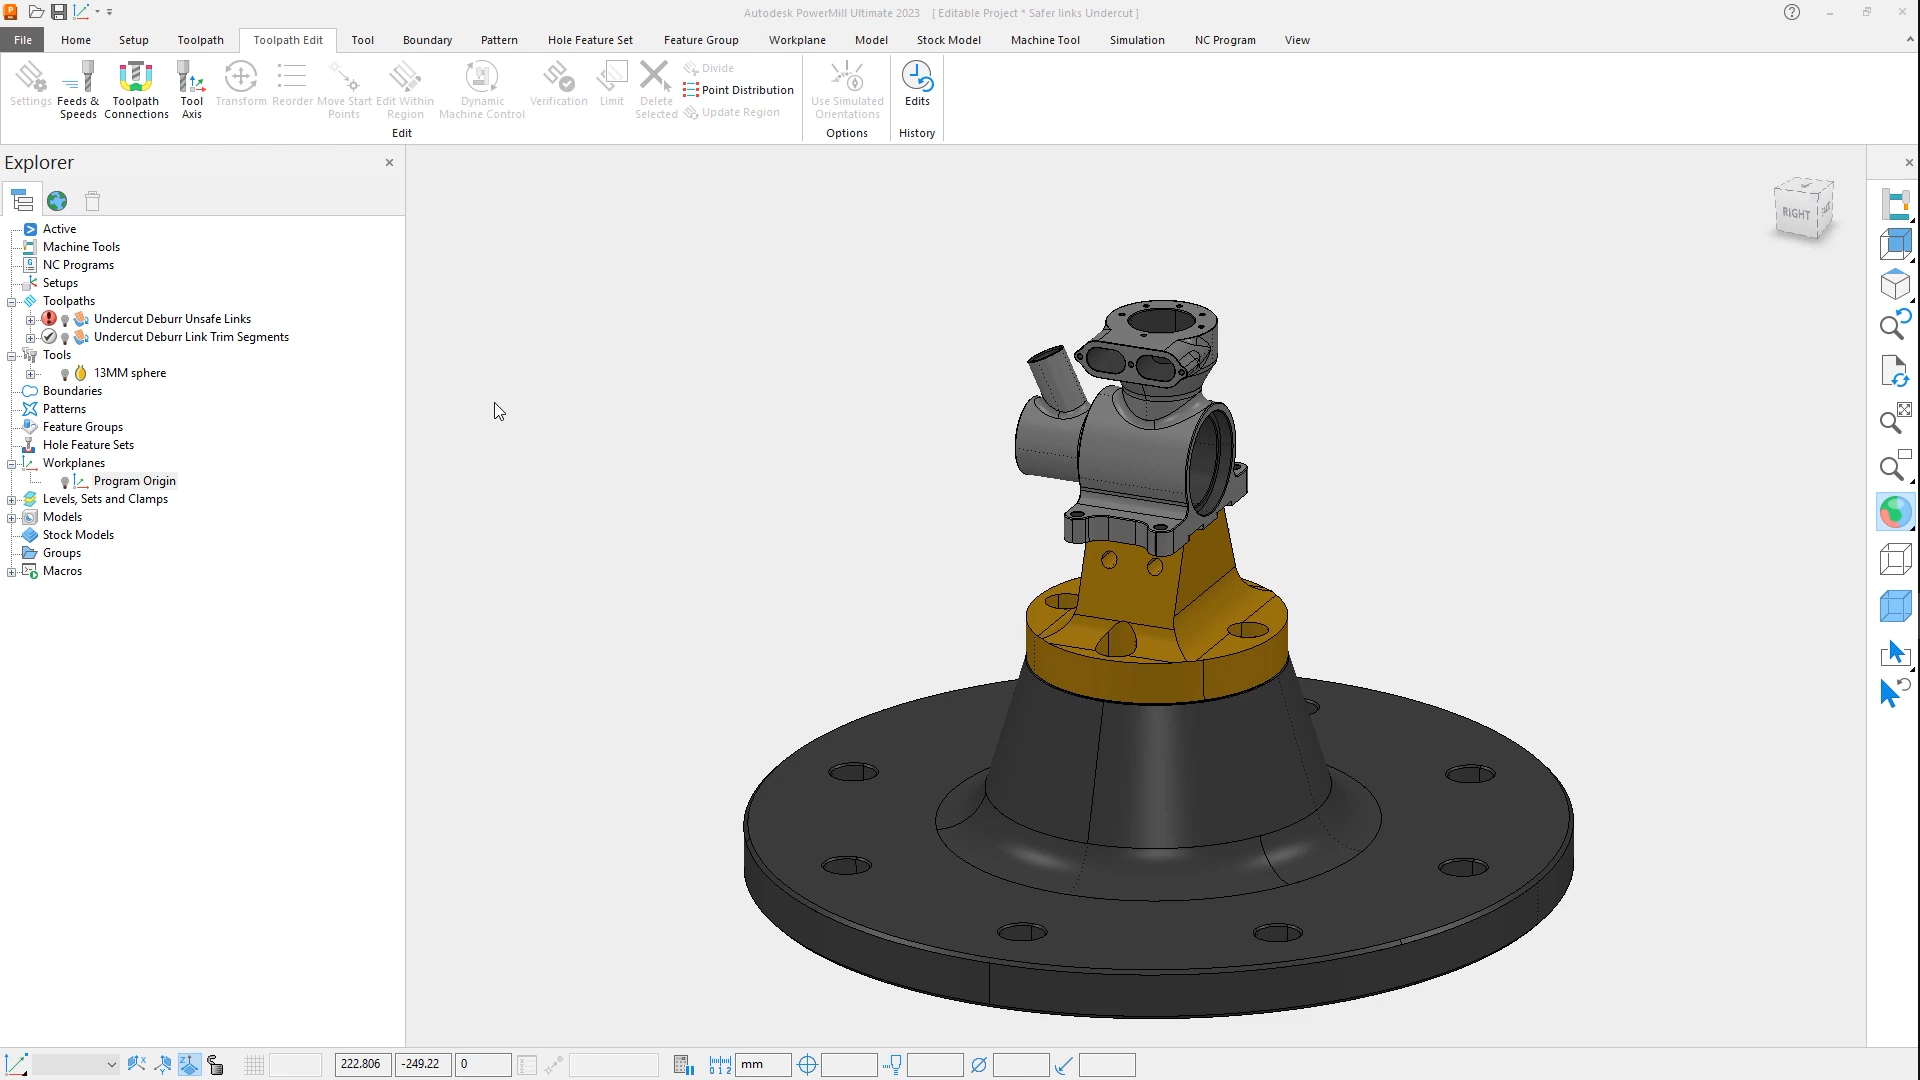 Autodesk PowerMill Ultimate 2023 [ Editable Project * Safer links Undercut ]
File Home Setup Toolpath Toolpath Edit Tool Boundary Pattern Hole Feature Set Feature Group Workplane Model Stock Model Machine Tool Simulation NC Program View
Settings
Feeds & Speeds
Toolpath Connections
Tool Axis
Transform
Reorder
Move Start Points
Edit Within Region
Dynamic Machine Control
Verification
Limit
Delete Selected
Divide
Point Distribution
Update Region
Use Simulated Orientations
Edits
Edit
Options
History
Explorer
Active
Machine Tools
NC Programs
Setups
Toolpaths
Undercut Deburr Unsafe Links
Undercut Deburr Link Trim Segments
Tools
13MM sphere
Boundaries
Patterns
Feature Groups
Hole Feature Sets
Workplanes
Program Origin
Levels, Sets and Clamps
Models
Stock Models
Groups
Macros
RIGHT
222.806 -249.22 0 mm